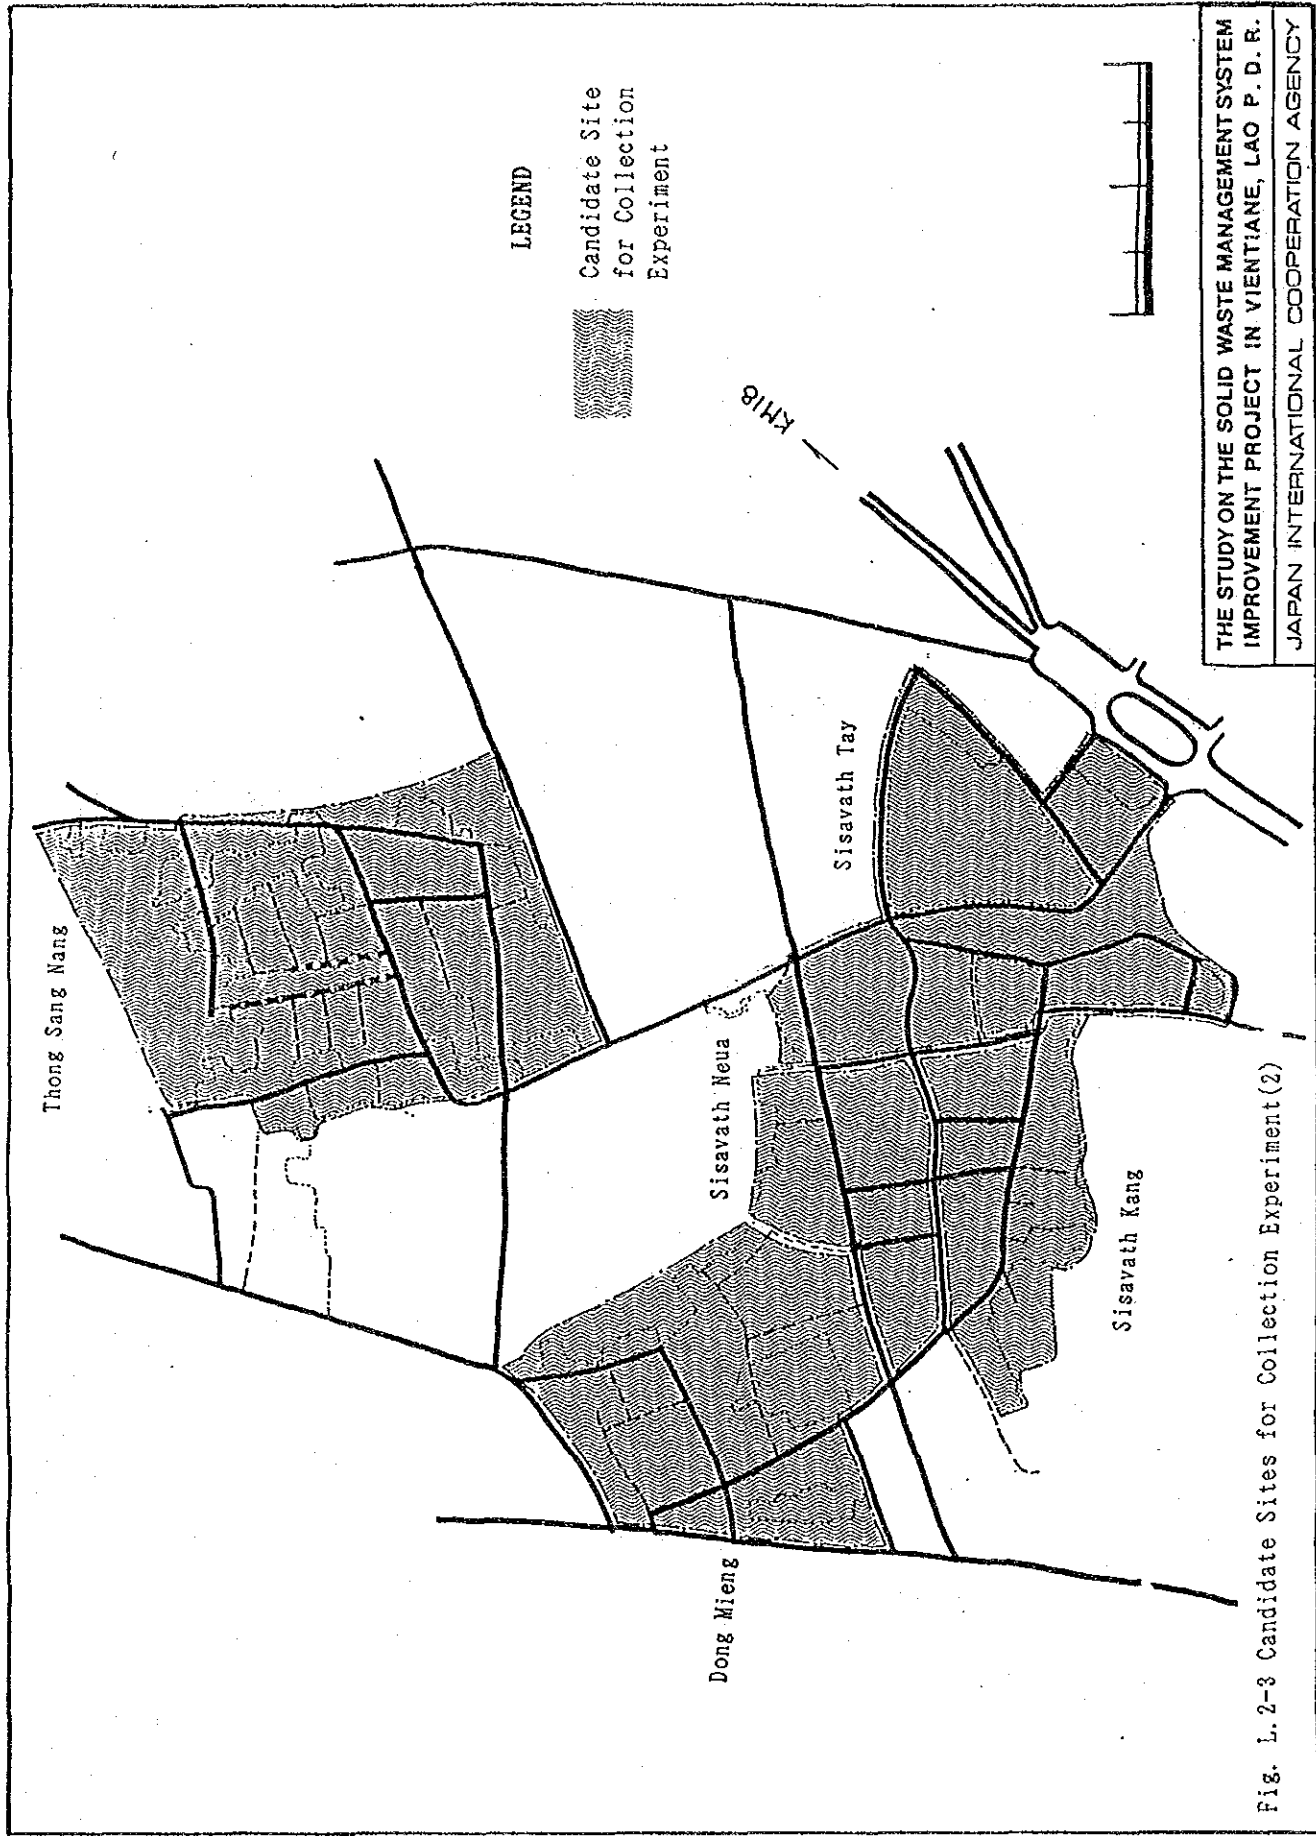 Thong Sang Nang
LEGEND
Candidate Site
for Collection
Experiment
KM18
Sisavath Neua
Sisavath Tay
Dong Mieng
Sisavath Kang
Fig. L.2-3 Candidate Sites for Collection Experiment(2)
THE STUDY ON THE SOLID WASTE MANAGEMENT SYSTEM
IMPROVEMENT PROJECT IN VIENTIANE, LAO P. D. R.
JAPAN INTERNATIONAL COOPERATION AGENCY